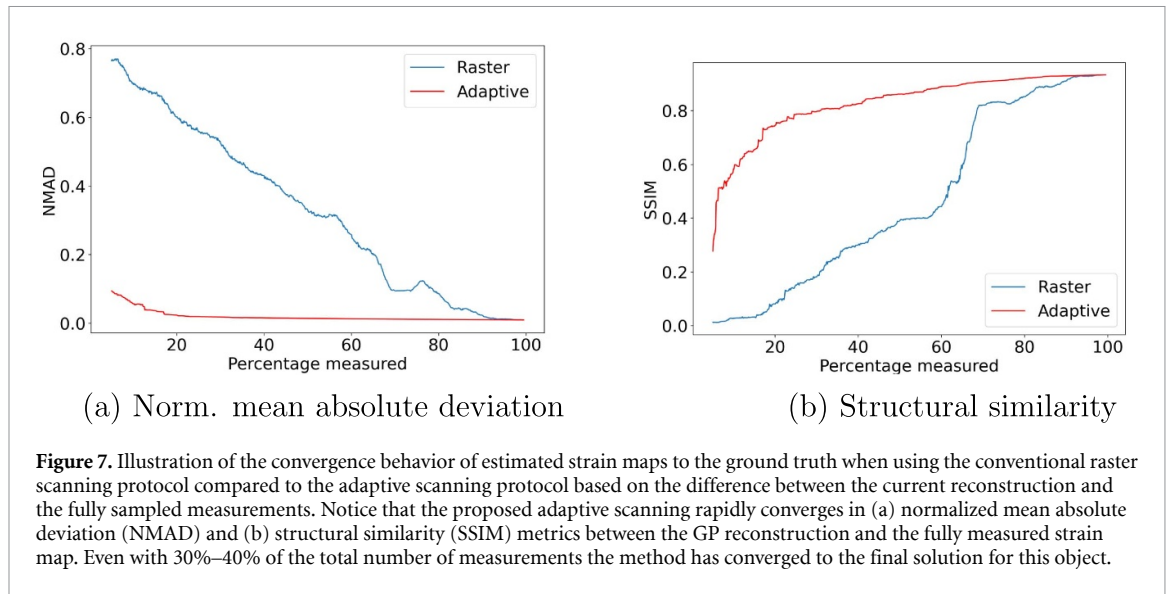 0.8
0.6
0.4
0.2
0.0
NMAD
20 40 60 80 100
Percentage measured
Raster
Adaptive
(a) Norm. mean absolute deviation
0.8
0.6
0.4
0.2
0.0
SSIM
20 40 60 80 100
Percentage measured
Raster
Adaptive
(b) Structural similarity
Figure 7. Illustration of the convergence behavior of estimated strain maps to the ground truth when using the conventional raster
scanning protocol compared to the adaptive scanning protocol based on the difference between the current reconstruction and
the fully sampled measurements. Notice that the proposed adaptive scanning rapidly converges in (a) normalized mean absolute
deviation (NMAD) and (b) structural similarity (SSIM) metrics between the GP reconstruction and the fully measured strain
map. Even with 30%–40% of the total number of measurements the method has converged to the final solution for this object.